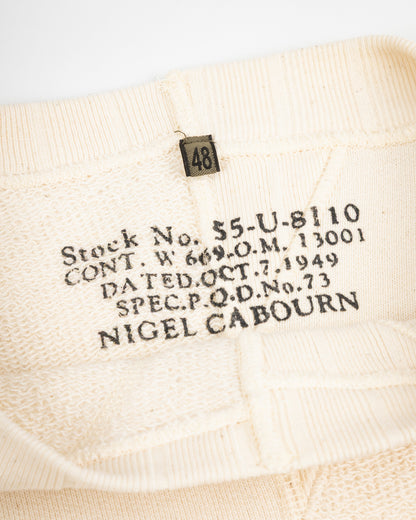 48
Stock No. 55-U-8110
CONT. W 669.O.M. 13001
DATED.OCT.7.1949
SPEC.P.Q.D.No.73
NIGEL CABOURN